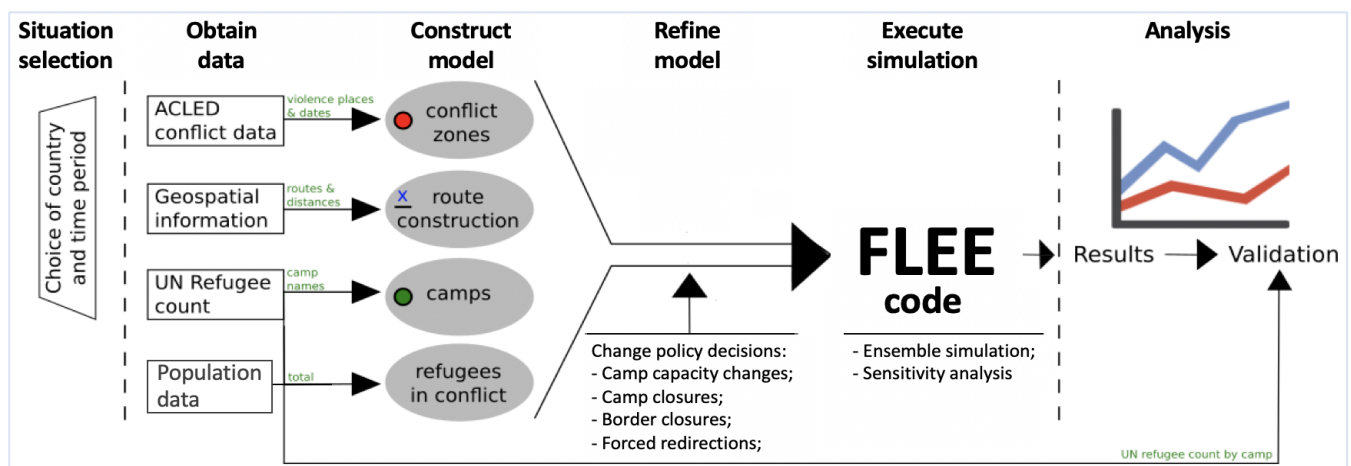 Situation
selection
Obtain
data
Construct
model
Refine
model
Execute
simulation
Analysis
Choice of country
and time period
ACLED
conflict data
violence places
& dates
conflict
zones
Geospatial
information
routes &
distances
x
route
construction
UN Refugee
count
camp
names
camps
Population
data
total
refugees
in conflict
Change policy decisions:
- Camp capacity changes;
- Camp closures;
- Border closures;
- Forced redirections;
FLEE
code
- Ensemble simulation;
- Sensitivity analysis
Results
Validation
UN refugee count by camp